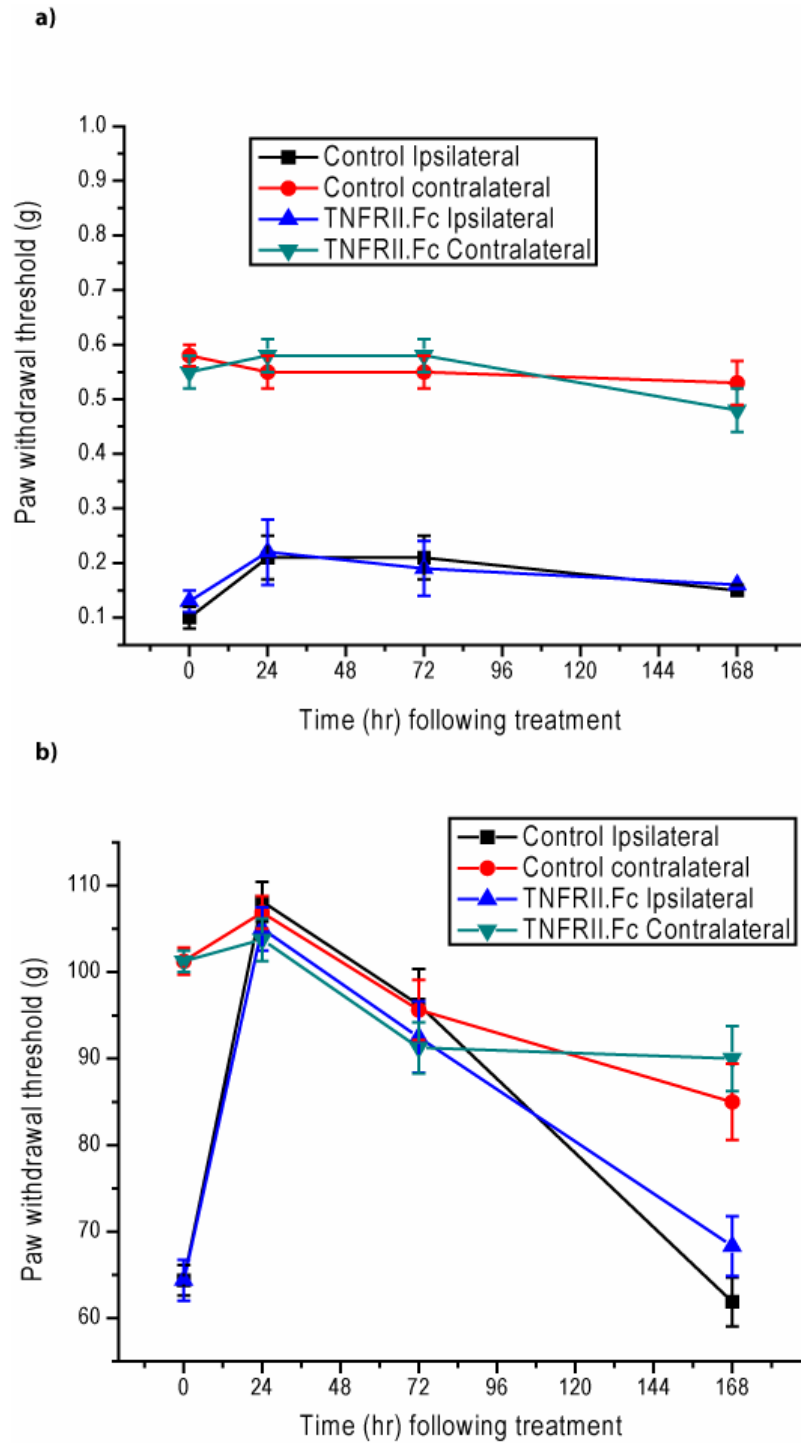 a)
1.0
0.9
0.8
0.7
0.6
0.5
0.4
0.3
0.2
0.1
Paw withdrawal threshold (g)
Control Ipsilateral
Control contralateral
TNFRII.Fc Ipsilateral
TNFRII.Fc Contralateral
0 24 48 72 96 120 144 168
Time (hr) following treatment
b)
110
100
90
80
70
60
Paw withdrawal threshold (g)
Control Ipsilateral
Control contralateral
TNFRII.Fc Ipsilateral
TNFRII.Fc Contralateral
0 24 48 72 96 120 144 168
Time (hr) following treatment